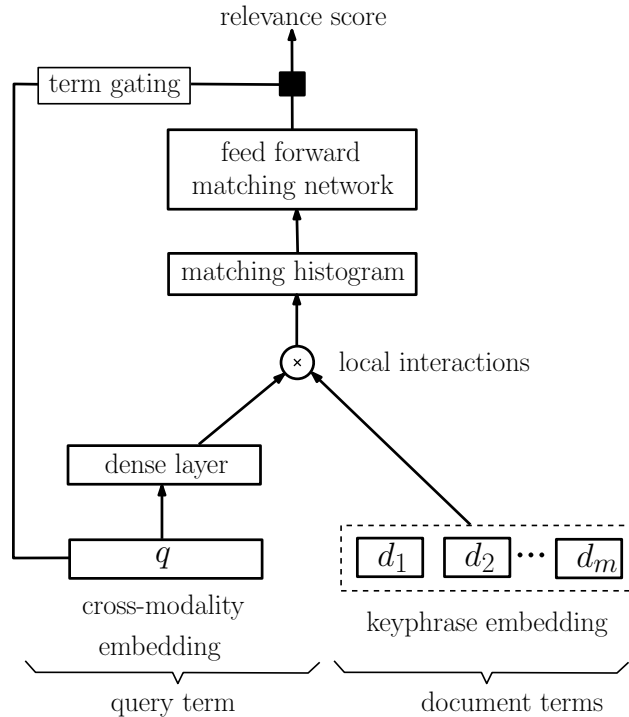 relevance score
term gating
feed forward
matching network
matching histogram
× local interactions
dense layer
q
d1 d2 ... dm
cross-modality
embedding
keyphrase embedding
query term
document terms